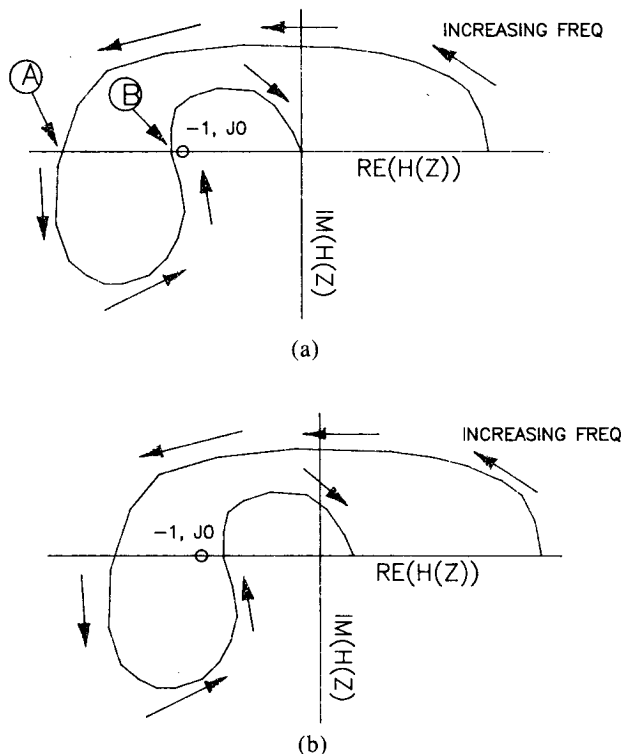 INCREASING FREQ
A
B
-1, J0
RE(H(Z))
IM(H(Z))
(a)
INCREASING FREQ
-1, J0
RE(H(Z))
IM(H(Z))
(b)